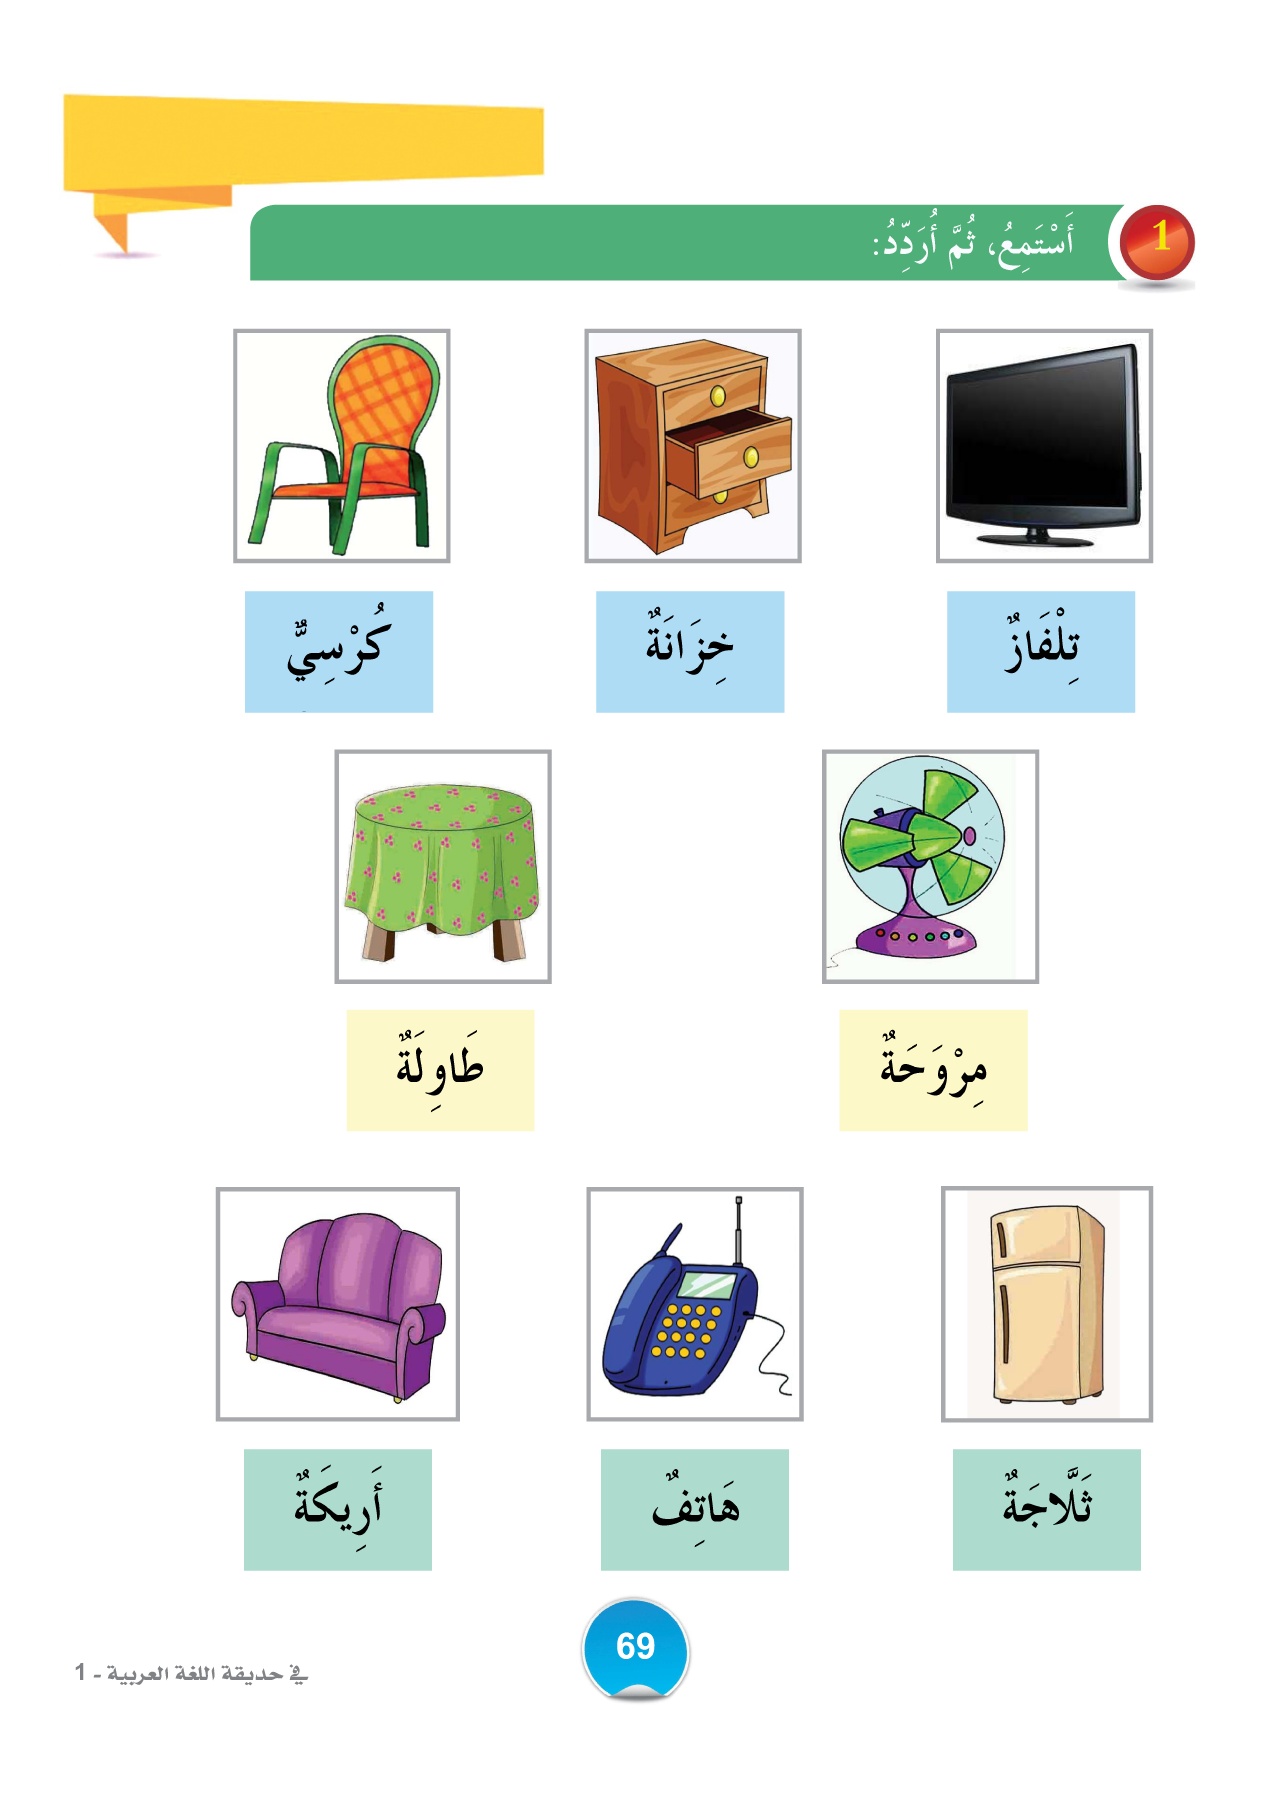 1
أَسْتَمِعُ، ثُمَّ أُرَدِّدُ:
تِلْفَازٌ
خِزَانَةٌ
كُرْسِيٌّ
مِرْوَحَةٌ
طَاوِلَةٌ
ثَلَّاجَةٌ
هَاتِفٌ
أَرِيكَةٌ
69
في حديقة اللغة العربية - 1